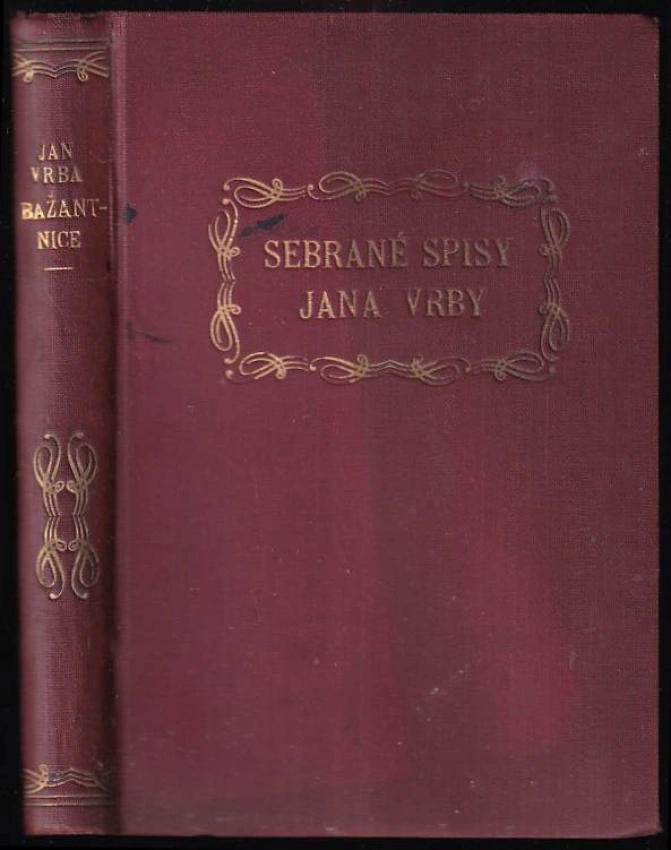 JAN
VRBA
BAŽANT-
NICE
SEBRANÉ SPISY
JANA VRBY